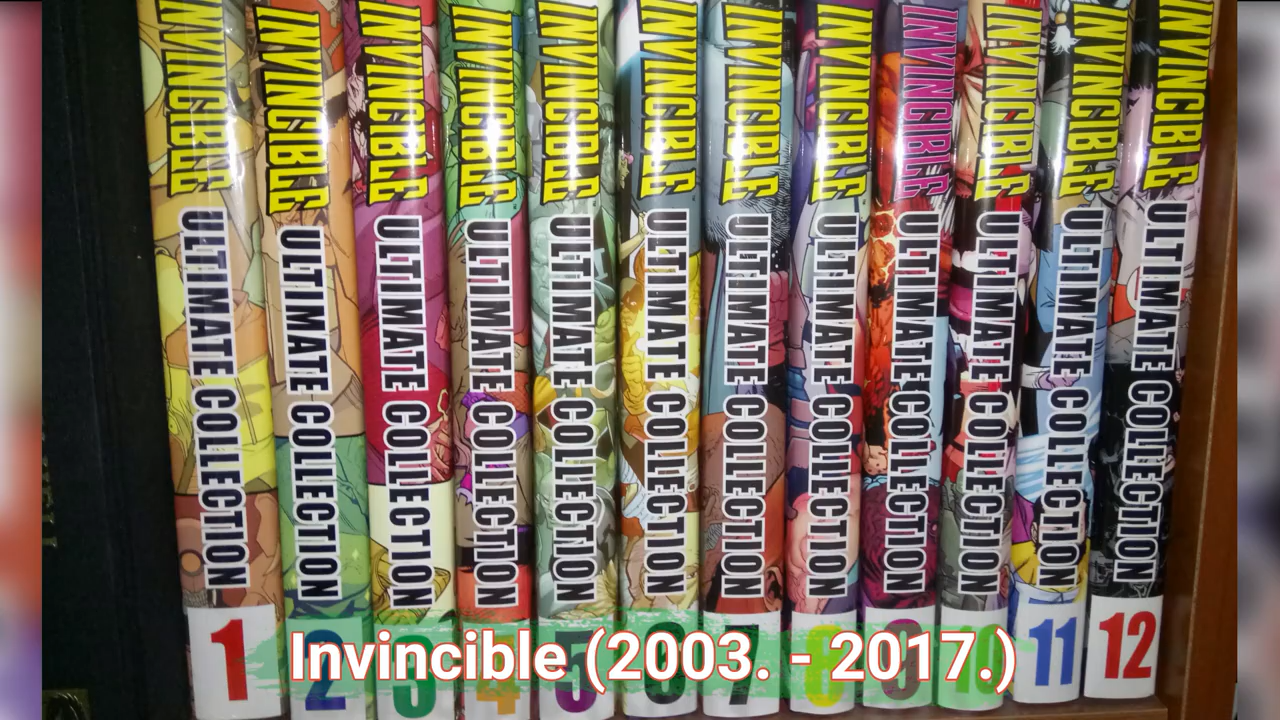 INVINCIBLE ULTIMATE COLLECTION 1
INVINCIBLE ULTIMATE COLLECTION 2
INVINCIBLE ULTIMATE COLLECTION 3
INVINCIBLE ULTIMATE COLLECTION 4
INVINCIBLE ULTIMATE COLLECTION 5
INVINCIBLE ULTIMATE COLLECTION 6
INVINCIBLE ULTIMATE COLLECTION 7
INVINCIBLE ULTIMATE COLLECTION 8
INVINCIBLE ULTIMATE COLLECTION 9
INVINCIBLE ULTIMATE COLLECTION 10
INVINCIBLE ULTIMATE COLLECTION 11
INVINCIBLE ULTIMATE COLLECTION 12
Invincible (2003. - 2017.)